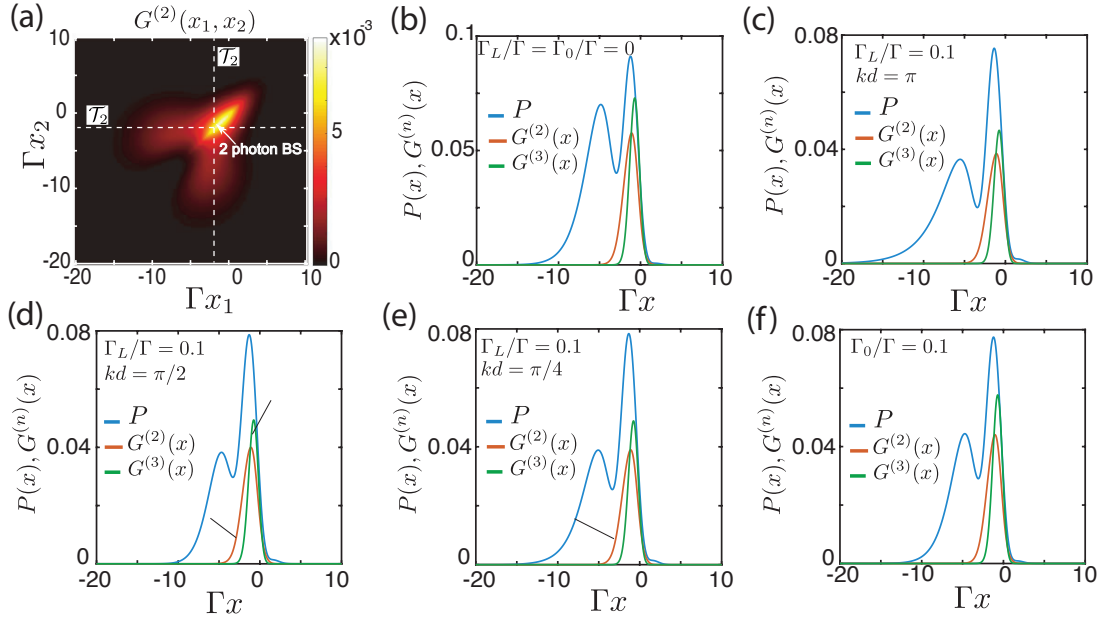 (a)
G^{(2)}(x_1, x_2)
x10^{-3}
10
0
-10
-20
Γx_2
𝒯_2
𝒯_2
2 photon BS
-20
-10
0
10
Γx_1
5
0
(b)
Γ_L/Γ = Γ_0/Γ = 0
P
G^{(2)}(x)
G^{(3)}(x)
P(x), G^{(n)}(x)
0.1
0.05
0
-20
-10
0
10
Γx
(c)
Γ_L/Γ = 0.1
kd = π
P
G^{(2)}(x)
G^{(3)}(x)
P(x), G^{(n)}(x)
0.08
0.04
0
-20
-10
0
10
Γx
(d)
Γ_L/Γ = 0.1
kd = π/2
P
G^{(2)}(x)
G^{(3)}(x)
P(x), G^{(n)}(x)
0.08
0.04
0
-20
-10
0
10
Γx
(e)
Γ_L/Γ = 0.1
kd = π/4
P
G^{(2)}(x)
G^{(3)}(x)
P(x), G^{(n)}(x)
0.08
0.04
0
-20
-10
0
10
Γx
(f)
Γ_0/Γ = 0.1
P
G^{(2)}(x)
G^{(3)}(x)
P(x), G^{(n)}(x)
0.08
0.04
0
-20
-10
0
10
Γx